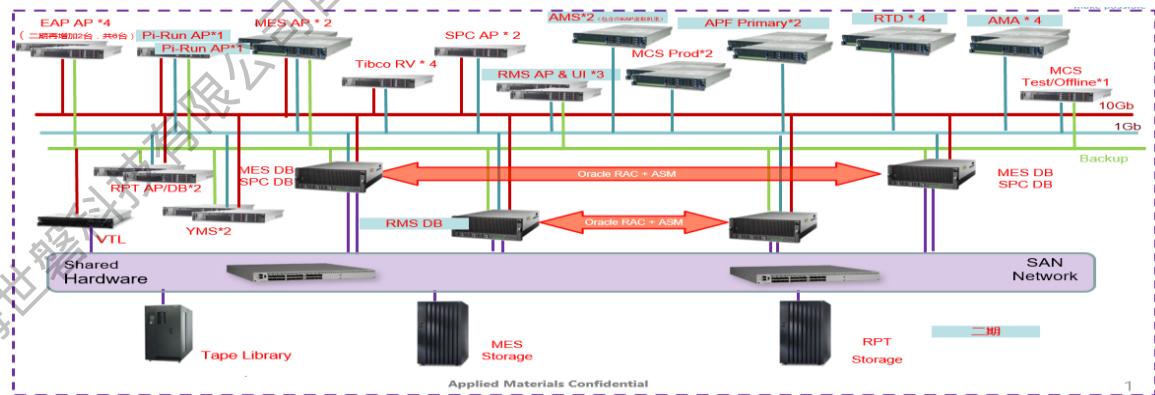 EAP AP *4
（二期再增加2台，共6台）
Pi-Run AP*1
Pi-Run AP*1
MES AP * 2
Tibco RV * 4
SPC AP * 2
RMS AP & UI *3
MCS Prod*2
APF Primary*2
RTD * 4
AMA * 4
MCS
Test/Offline*1
10Gb
1Gb
Backup
RPT AP/DB*2
MES DB
SPC DB
Oracle RAC + ASM
MES DB
SPC DB
YMS*2
VTL
RMS DB
Oracle RAC + ASM
Shared
Hardware
SAN
Network
Tape Library
MES
Storage
RPT
Storage
二期
Applied Materials Confidential
1